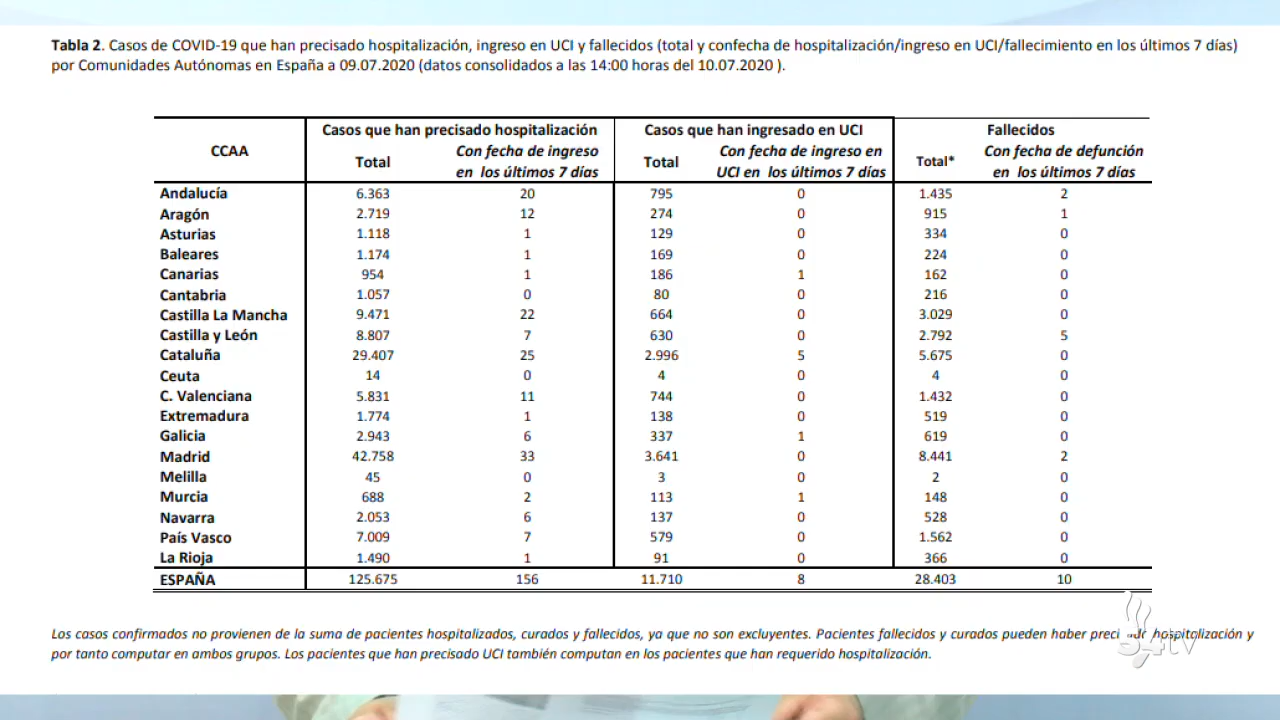 Tabla 2. Casos de COVID-19 que han precisado hospitalización, ingreso en UCI y fallecidos (total y confecha de hospitalización/ingreso en UCI/fallecimiento en los últimos 7 días)
por Comunidades Autónomas en España a 09.07.2020 (datos consolidados a las 14:00 horas del 10.07.2020 ).
CCAA Casos que han precisado hospitalización Casos que han ingresado en UCI Fallecidos
Total Con fecha de ingreso en los últimos 7 días Total Con fecha de ingreso en UCI en los últimos 7 días Total* Con fecha de defunción en los últimos 7 días
Andalucía 6.363 20 795 0 1.435 2
Aragón 2.719 12 274 0 915 1
Asturias 1.118 1 129 0 334 0
Baleares 1.174 1 169 0 224 0
Canarias 954 1 186 1 162 0
Cantabria 1.057 0 80 0 216 0
Castilla La Mancha 9.471 22 664 0 3.029 0
Castilla y León 8.807 7 630 0 2.792 5
Cataluña 29.407 25 2.996 5 5.675 0
Ceuta 14 0 4 0 4 0
C. Valenciana 5.831 11 744 0 1.432 0
Extremadura 1.774 1 138 0 519 0
Galicia 2.943 6 337 1 619 0
Madrid 42.758 33 3.641 0 8.441 2
Melilla 45 0 3 0 2 0
Murcia 688 2 113 1 148 0
Navarra 2.053 6 137 0 528 0
País Vasco 7.009 7 579 0 1.562 0
La Rioja 1.490 1 91 0 366 0
ESPAÑA 125.675 156 11.710 8 28.403 10
Los casos confirmados no provienen de la suma de pacientes hospitalizados, curados y fallecidos, ya que no son excluyentes. Pacientes fallecidos y curados pueden haber precisado hospitalización y
por tanto computar en ambos grupos. Los pacientes que han precisado UCI también computan en los pacientes que han requerido hospitalización.
54tv